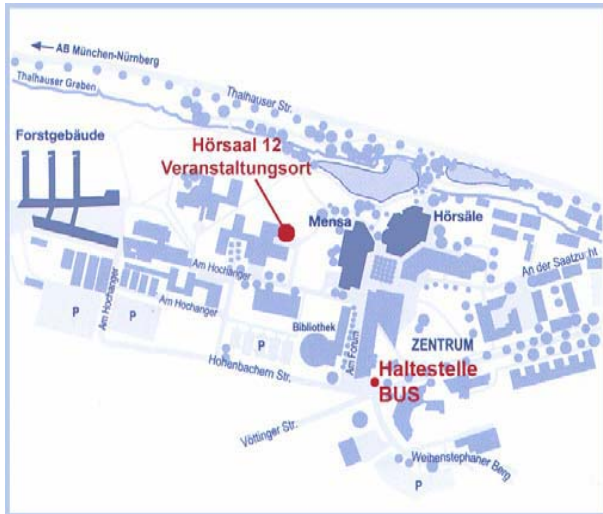 AB München-Nürnberg
Thalhauser Graben
Thalhauser Str.
Forstgebäude
Hörsaal 12
Veranstaltungsort
Mensa
Hörsäle
An der Saatzucht
Am Hochanger
Am Hochanger
Am Hochanger
P
P
P
Bibliothek
Am Forum
ZENTRUM
Hohenbachern Str.
Haltestelle
BUS
Vöttinger Str.
Weihenstephaner Berg
P